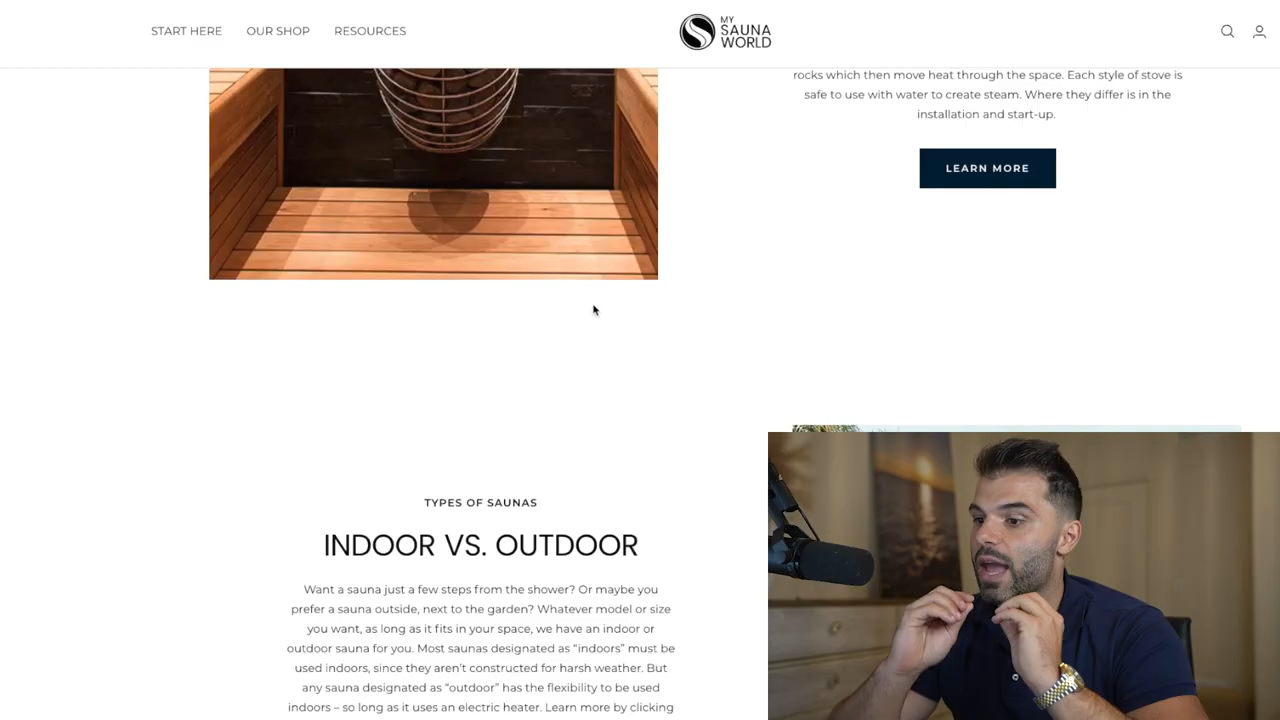 START HERE
OUR SHOP
RESOURCES
MY
SAUNA
WORLD
rocks which then move heat through the space. Each style of stove is
safe to use with water to create steam. Where they differ is in the
installation and start-up.
LEARN MORE
TYPES OF SAUNAS
INDOOR VS. OUTDOOR
Want a sauna just a few steps from the shower? Or maybe you
prefer a sauna outside, next to the garden? Whatever model or size
you want, as long as it fits in your space, we have an indoor or
outdoor sauna for you. Most saunas designated as “indoors” must be
used indoors, since they aren’t constructed for harsh weather. But
any sauna designated as “outdoor” has the flexibility to be used
indoors – so long as it uses an electric heater. Learn more by clicking